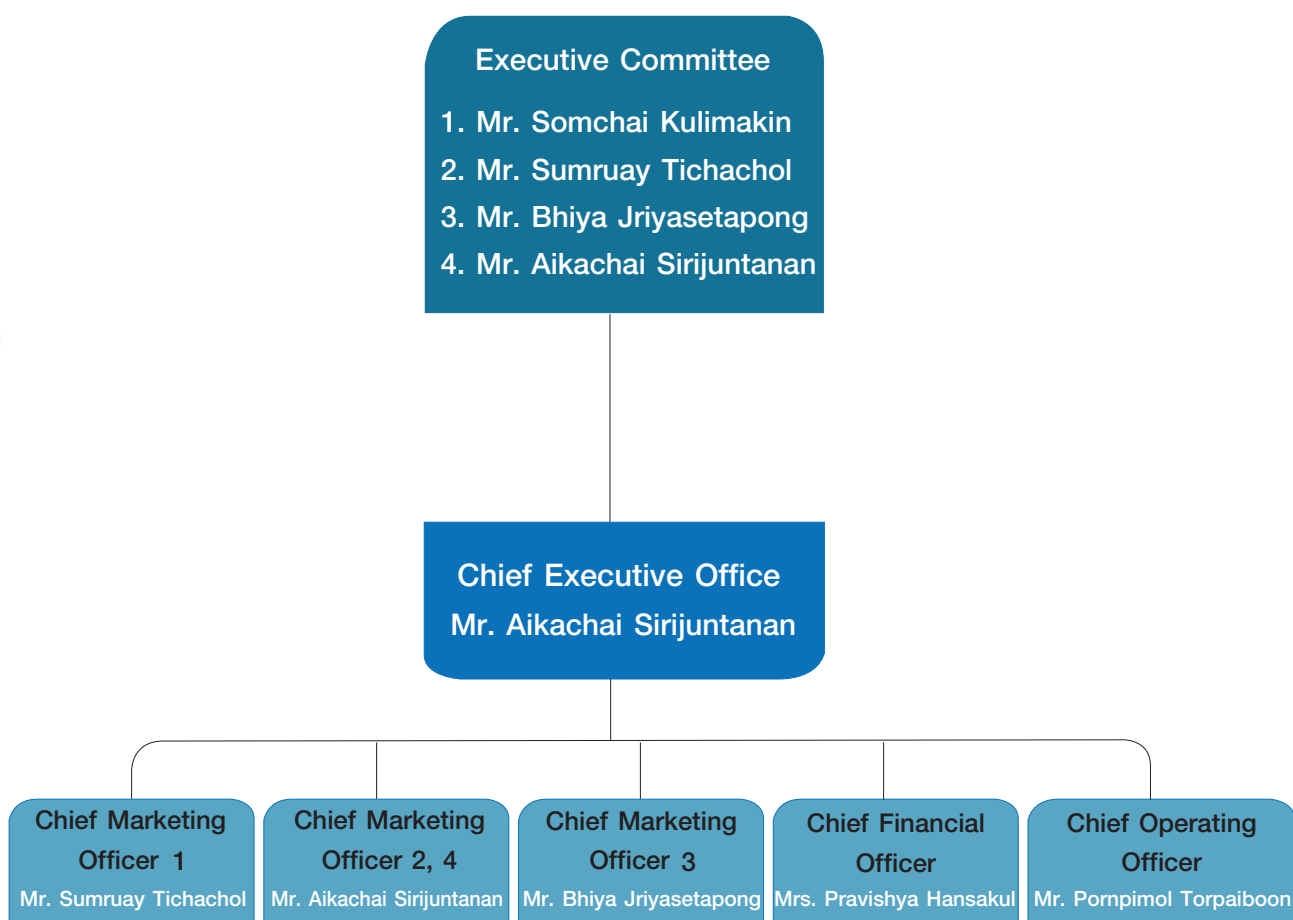 Executive Committee
1. Mr. Somchai Kulimakin
2. Mr. Sumruay Tichachol
3. Mr. Bhiya Jriyasetapong
4. Mr. Aikachai Sirijuntanan
Chief Executive Office
Mr. Aikachai Sirijuntanan
Chief Marketing
Officer 1
Mr. Sumruay Tichachol
Chief Marketing
Officer 2, 4
Mr. Aikachai Sirijuntanan
Chief Marketing
Officer 3
Mr. Bhiya Jriyasetapong
Chief Financial
Officer
Mrs. Pravishya Hansakul
Chief Operating
Officer
Mr. Pornpimol Torpaiboon